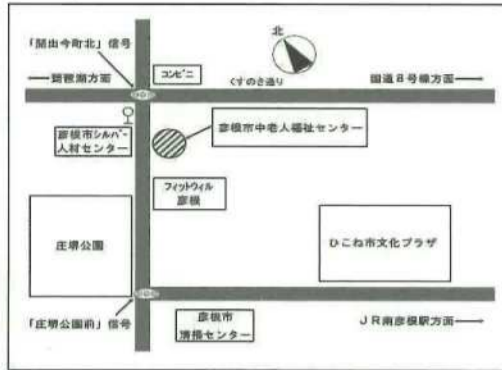 「開出今町北」信号
北
コンビニ
琵琶湖方面
くすのき通り
国道8号線方面
彦根市シルバー
人材センター
彦根市中老人福祉センター
フィットウィル
彦根
庄堺公園
ひこね市文化プラザ
「庄堺公園前」信号
彦根市
清掃センター
JR南彦根駅方面